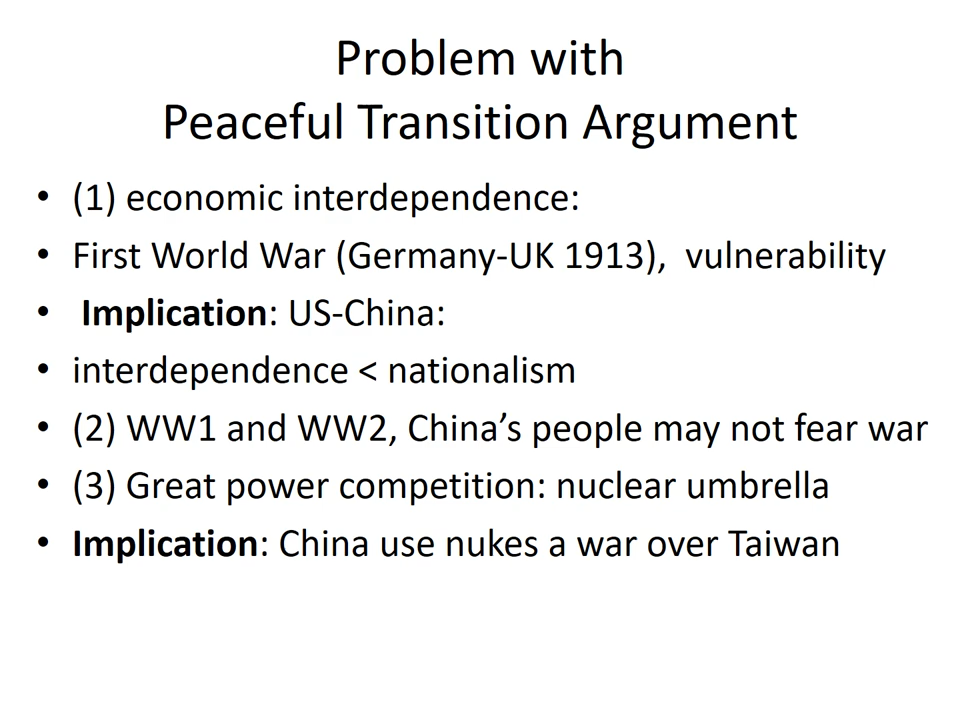 Problem with
Peaceful Transition Argument
• (1) economic interdependence:
• First World War (Germany-UK 1913),  vulnerability
•  Implication: US-China:
• interdependence < nationalism
• (2) WW1 and WW2, China’s people may not fear war
• (3) Great power competition: nuclear umbrella
• Implication: China use nukes a war over Taiwan